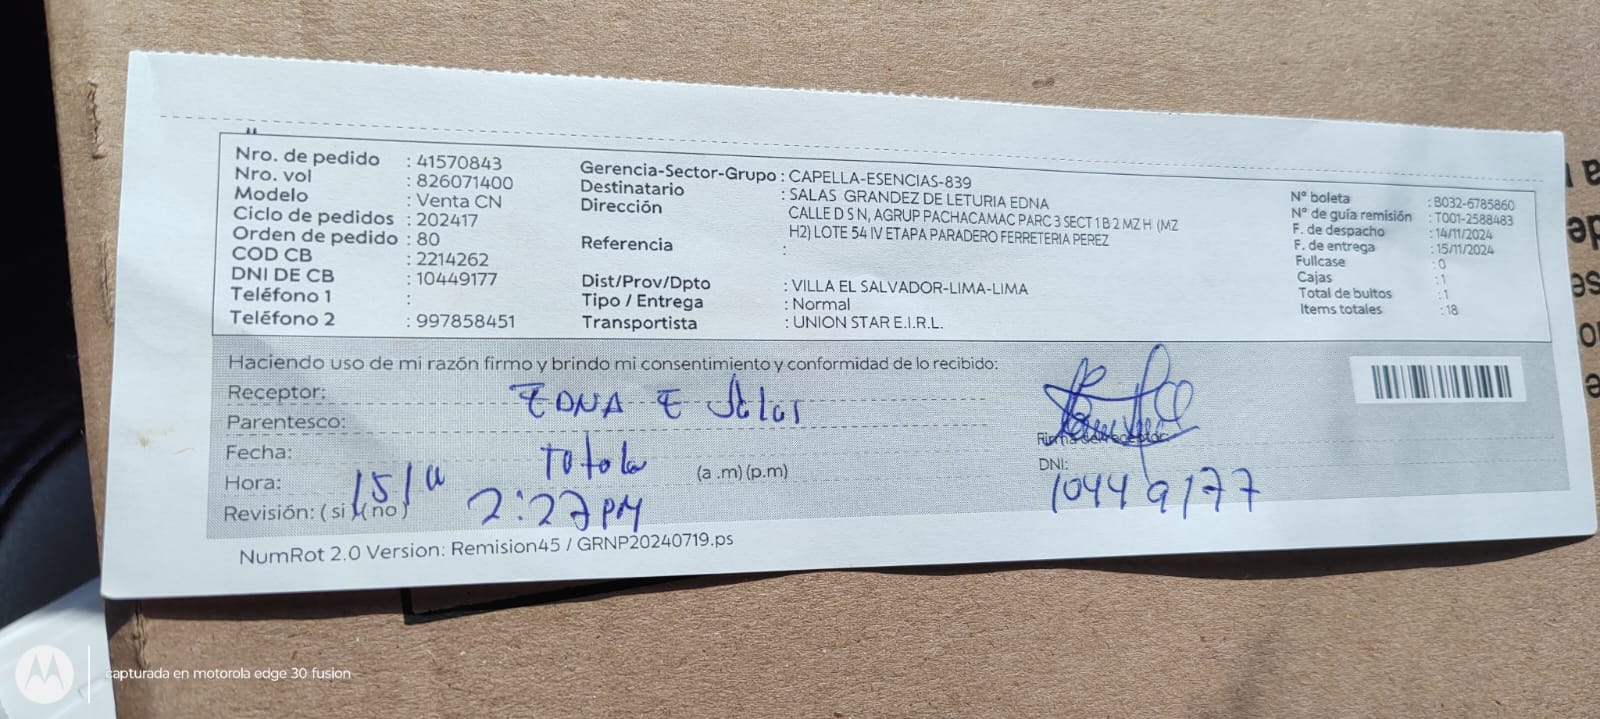 Nro. de pedido : 41570843
Nro. vol : 826071400
Modelo : Venta CN
Ciclo de pedidos : 202417
Orden de pedido : 80
COD CB : 2214262
DNI DE CB : 10449177
Teléfono 1 :
Teléfono 2 : 997858451
Gerencia-Sector-Grupo : CAPELLA-ESENCIAS-839
Destinatario : SALAS GRANDEZ DE LETURIA EDNA
Dirección CALLE D S N, AGRUP PACHACAMAC PARC 3 SECT 1 B 2 MZ H (MZ
H2) LOTE 54 IV ETAPA PARADERO FERRETERIA PEREZ
Referencia :
Dist/Prov/Dpto : VILLA EL SALVADOR-LIMA-LIMA
Tipo / Entrega : Normal
Transportista : UNION STAR E.I.R.L.
N° boleta : B032-6785860
N° de guía remisión : T001-2588483
F. de despacho : 14/11/2024
F. de entrega : 15/11/2024
Fullcase : 0
Cajas : 1
Total de bultos : 1
Items totales : 18
Haciendo uso de mi razón firmo y brindo mi consentimiento y conformidad de lo recibido:
Receptor: EDNA E Salas
Parentesco:
Fecha: Titular
Hora: 15/11 (a .m) (p.m)
Revisión: ( si ) ( no ) 2:27 PM
Firma del receptor
DNI:
10449177
NumRot 2.0 Version: Remision45 / GRNP20240719.ps
capturada en motorola edge 30 fusion